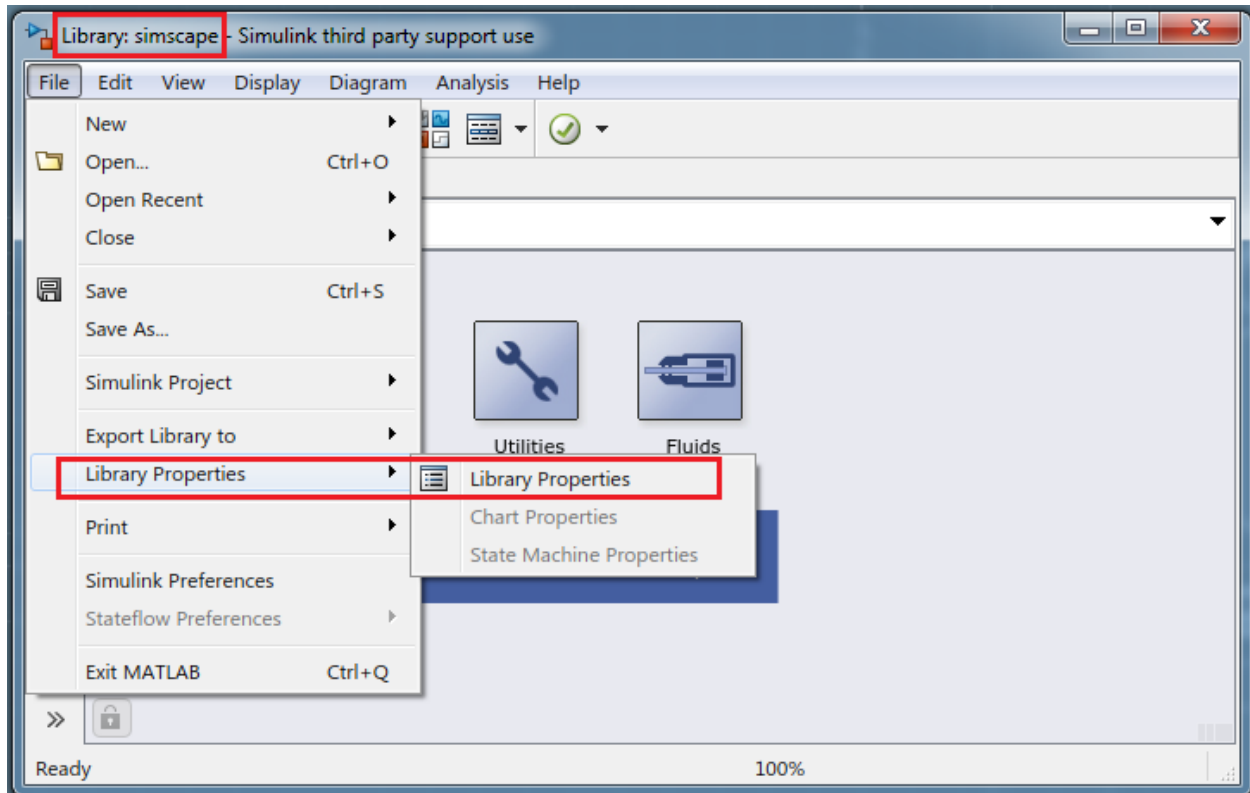 Library: simscape - Simulink third party support use
File Edit View Display Diagram Analysis Help
New
Open... Ctrl+O
Open Recent
Close
Save Ctrl+S
Save As...
Simulink Project
Export Library to
Utilities Fluids
Library Properties
Library Properties
Chart Properties
State Machine Properties
Print
Simulink Preferences
Stateflow Preferences
Exit MATLAB Ctrl+Q
Ready 100%